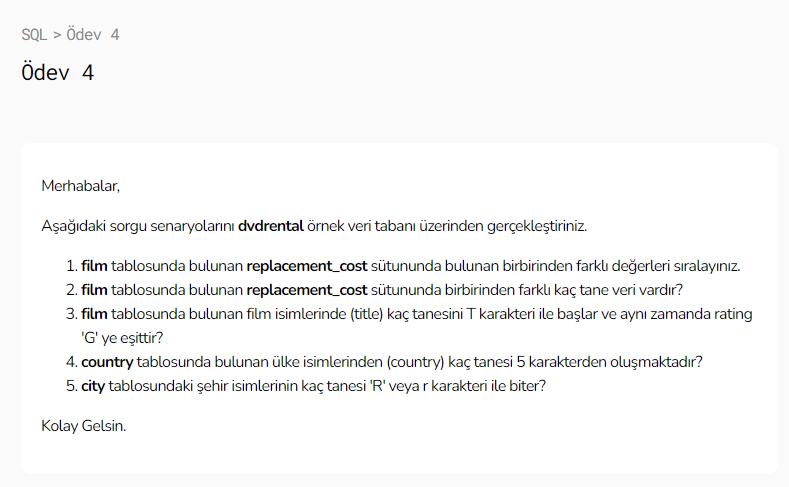 SQL > Ödev 4
Ödev 4
Merhabalar,
Aşağıdaki sorgu senaryolarını dvdrental örnek veri tabanı üzerinden gerçekleştiriniz.
1. film tablosunda bulunan replacement_cost sütununda bulunan birbirinden farklı değerleri sıralayınız.
2. film tablosunda bulunan replacement_cost sütununda birbirinden farklı kaç tane veri vardır?
3. film tablosunda bulunan film isimlerinde (title) kaç tanesini T karakteri ile başlar ve aynı zamanda rating
'G' ye eşittir?
4. country tablosunda bulunan ülke isimlerinden (country) kaç tanesi 5 karakterden oluşmaktadır?
5. city tablosundaki şehir isimlerinin kaç tanesi 'R' veya r karakteri ile biter?
Kolay Gelsin.